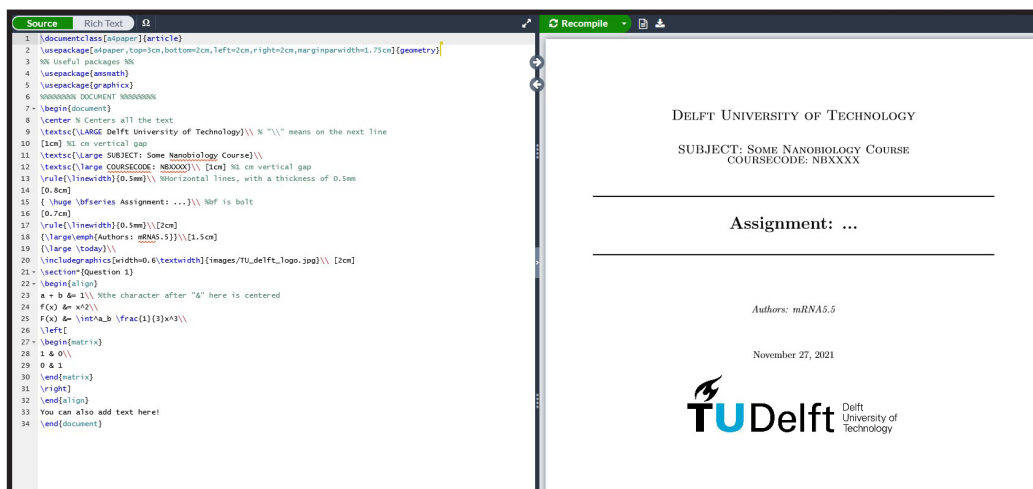 Source Rich Text Ω Recompile
1 \documentclass[a4paper]{article}
2 \usepackage[a4paper,top=3cm,bottom=2cm,left=2cm,right=2cm,marginparwidth=1.75cm]{geometry}
3 %% Useful packages %%
4 \usepackage{amsmath}
5 \usepackage{graphicx}
6 %%%%%%%% DOCUMENT %%%%%%%%
7 \begin{document}
8 \center % Centers all the text
9 \textsc{\LARGE Delft University of Technology}\\ % "\\" means on the next line
10 [1cm] %1 cm vertical gap
11 \textsc{\Large SUBJECT: Some Nanobiology Course}\\
12 \textsc{\large COURSECODE: NBXXXX}\\ [1cm] %1 cm vertical gap
13 \rule{\linewidth}{0.5mm}\\ %Horizontal lines, with a thickness of 0.5mm
14 [0.8cm]
15 { \huge \bfseries Assignment: ...}\\ %bf is bolt
16 [0.7cm]
17 \rule{\linewidth}{0.5mm}\\[2cm]
18 {\large\emph{Authors: mRNA5.5}}\\[1.5cm]
19 {\large \today}\\
20 \includegraphics[width=0.6\textwidth]{images/TU_delft_logo.jpg}\\ [2cm]
21 \section*{Question 1}
22 \begin{align}
23 a + b &= 1\\ %the character after "&" here is centered
24 f(x) &= x^2\\
25 F(x) &= \int^a_b \frac{1}{3}x^3\\
26 \left[
27 \begin{matrix}
28 1 & 0\\
29 0 & 1
30 \end{matrix}
31 \right]
32 \end{align}
33 You can also add text here!
34 \end{document}
Delft University of Technology
SUBJECT: Some Nanobiology Course
COURSECODE: NBXXXX
Assignment: ...
Authors: mRNA5.5
November 27, 2021
TUDelft
Delft
University of
Technology